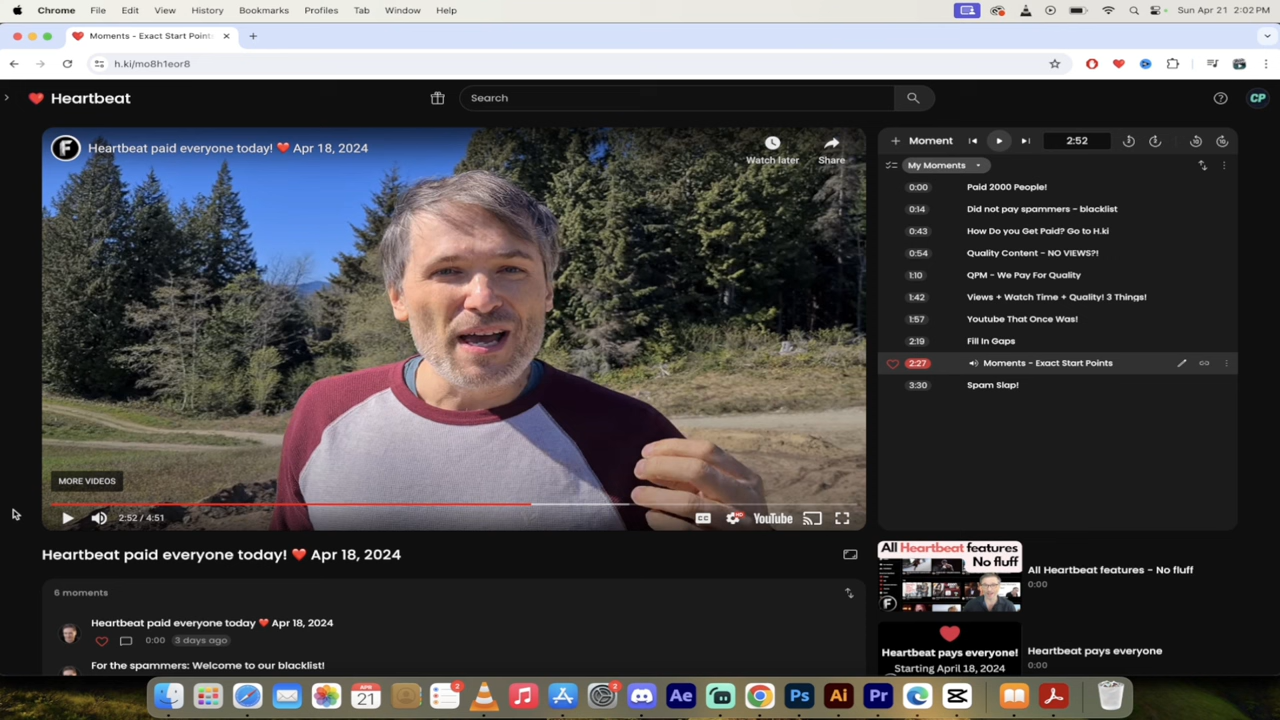 Chrome File Edit View History Bookmarks Profiles Tab Window Help Sun Apr 21 2:02 PM
Moments - Exact Start Point
h.ki/mo8h1eor8
Heartbeat
Search
CP
F
Heartbeat paid everyone today! ❤️ Apr 18, 2024
Watch later
Share
MORE VIDEOS
2:52 / 4:51
HD
YouTube
+ Moment
2:52
My Moments
0:00 Paid 2000 People!
0:14 Did not pay spammers - blacklist
0:43 How Do you Get Paid? Go to H.ki
0:54 Quality Content - NO VIEWS?!
1:10 QPM - We Pay For Quality
1:42 Views + Watch Time + Quality! 3 Things!
1:57 Youtube That Once Was!
2:19 Fill In Gaps
2:27 Moments - Exact Start Points
3:30 Spam Slap!
Heartbeat paid everyone today! ❤️ Apr 18, 2024
6 moments
Heartbeat paid everyone today ❤️ Apr 18, 2024
0:00 3 days ago
For the spammers: Welcome to our blacklist!
All Heartbeat features
No fluff
F
All Heartbeat features - No fluff
0:00
Heartbeat pays everyone!
Starting April 18, 2024
Heartbeat pays everyone
0:00
APR
21
2
2
Ae
Ps
Ai
Pr